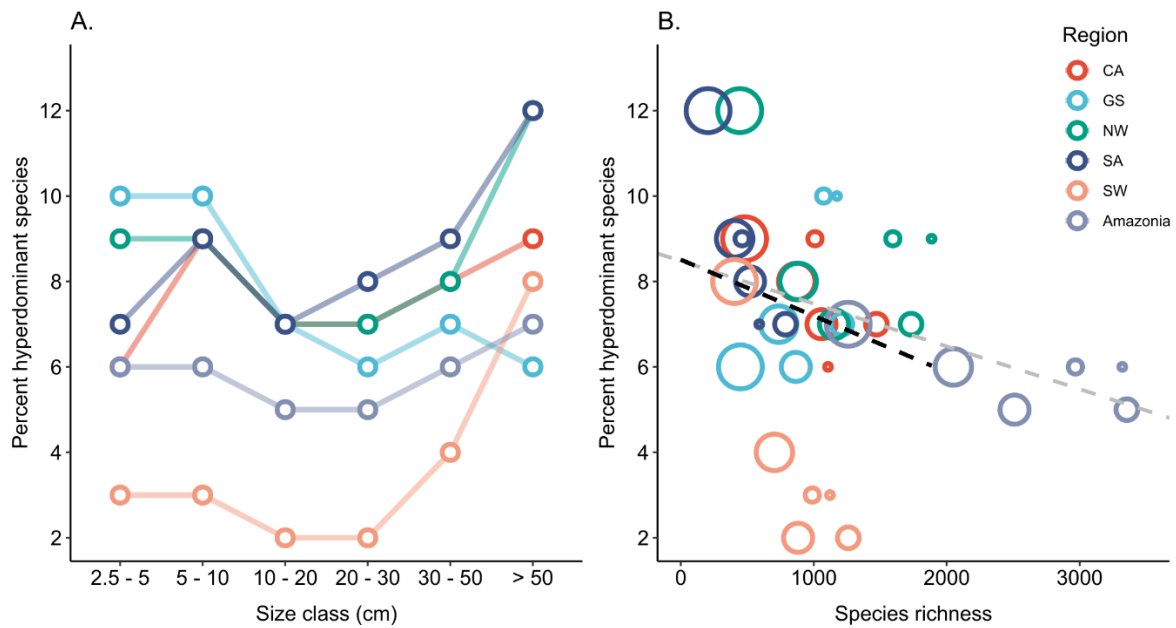 A.
Percent hyperdominant species
12
10
8
6
4
2
2.5 - 5
5 - 10
10 - 20
20 - 30
30 - 50
> 50
Size class (cm)
B.
Percent hyperdominant species
12
10
8
6
4
2
0
1000
2000
3000
Species richness
Region
CA
GS
NW
SA
SW
Amazonia